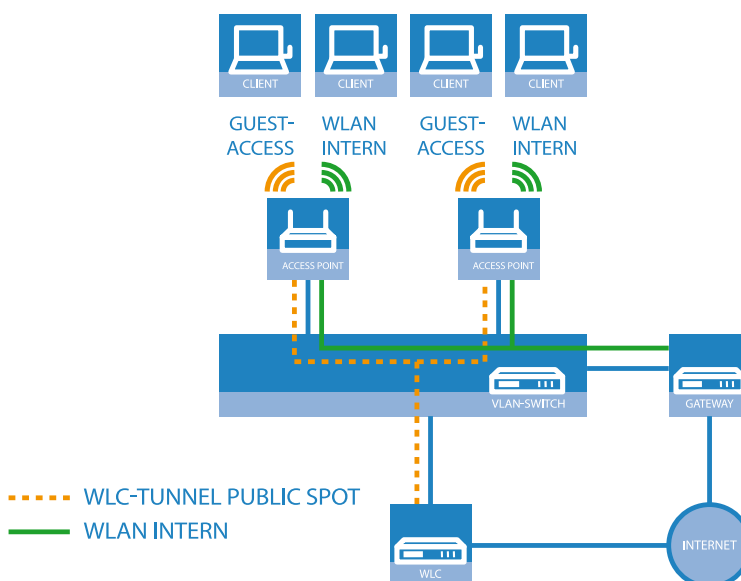 CLIENT
CLIENT
CLIENT
CLIENT
GUEST-
ACCESS
WLAN
INTERN
GUEST-
ACCESS
WLAN
INTERN
ACCESS POINT
ACCESS POINT
VLAN-SWITCH
GATEWAY
WLC-TUNNEL PUBLIC SPOT
WLAN INTERN
INTERNET
WLC